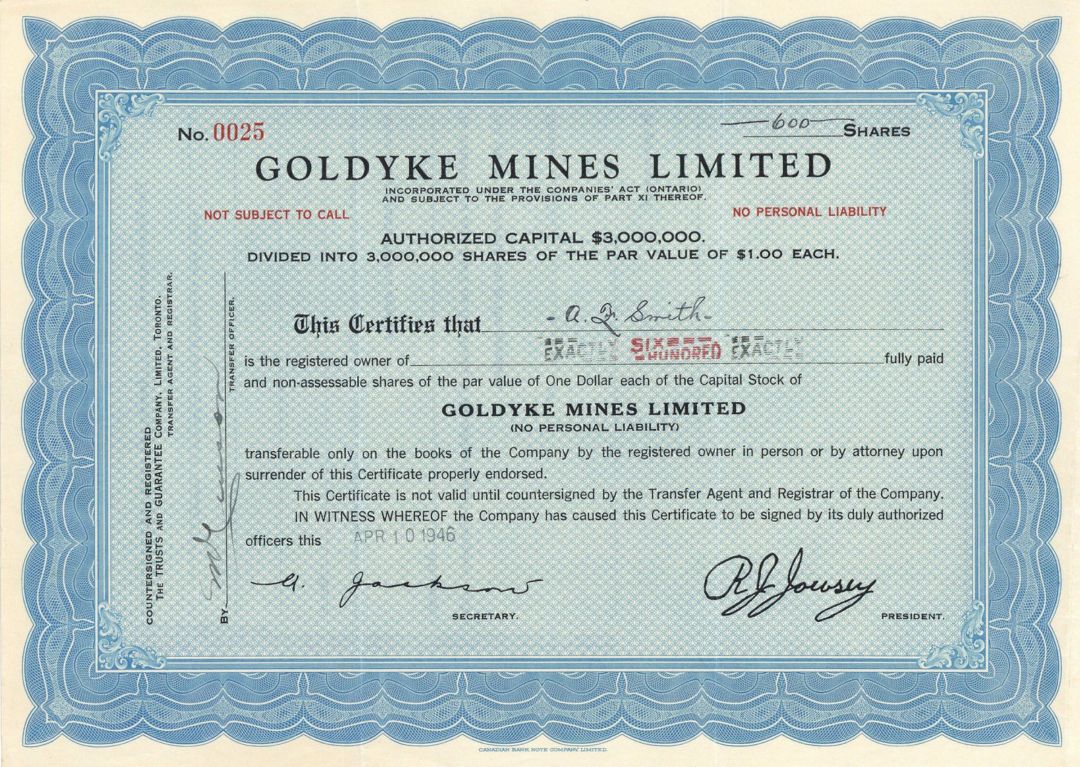 No. 0025
600 SHARES
GOLDYKE MINES LIMITED
INCORPORATED UNDER THE COMPANIES' ACT (ONTARIO)
AND SUBJECT TO THE PROVISIONS OF PART XI THEREOF.
NOT SUBJECT TO CALL
NO PERSONAL LIABILITY
AUTHORIZED CAPITAL $3,000,000.
DIVIDED INTO 3,000,000 SHARES OF THE PAR VALUE OF $1.00 EACH.
This Certifies that - A. F. Smith -
EXACTLY SIX HUNDRED EXACTLY
is the registered owner of fully paid
and non-assessable shares of the par value of One Dollar each of the Capital Stock of
GOLDYKE MINES LIMITED
(NO PERSONAL LIABILITY)
transferable only on the books of the Company by the registered owner in person or by attorney upon
surrender of this Certificate properly endorsed.
This Certificate is not valid until countersigned by the Transfer Agent and Registrar of the Company.
IN WITNESS WHEREOF the Company has caused this Certificate to be signed by its duly authorized
officers this APR 10 1946
Jackson
SECRETARY.
R J Jowsey
PRESIDENT.
COUNTERSIGNED AND REGISTERED
THE TRUSTS AND GUARANTEE COMPANY, LIMITED, TORONTO.
TRANSFER AGENT AND REGISTRAR.
BY
TRANSFER OFFICER.
CANADIAN BANK NOTE COMPANY LIMITED.